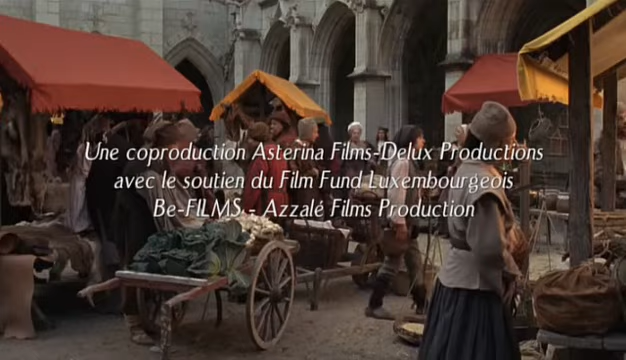 Une coproduction Asterina Films-Delux Productions
avec le soutien du Film Fund Luxembourgeois
Be-FILMS - Azzalé Films Production